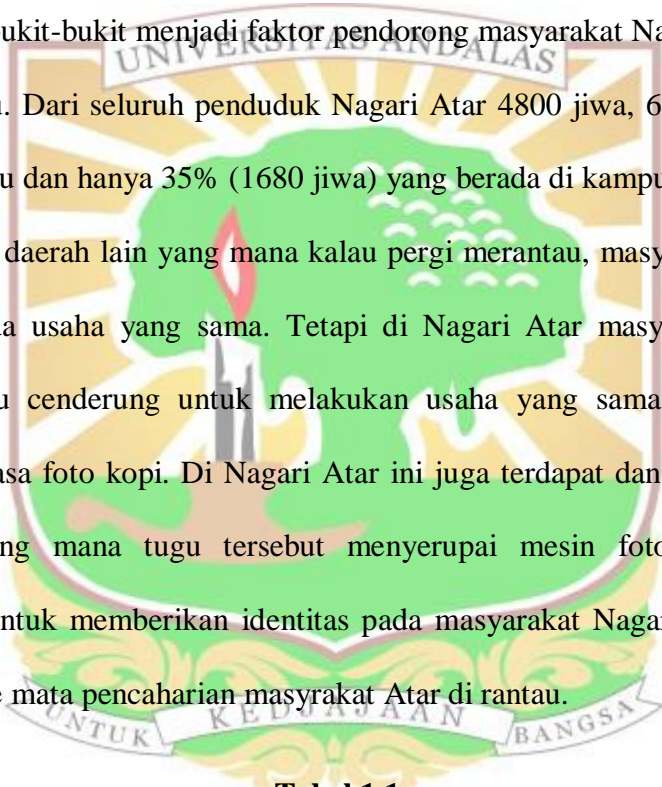 ukit-bukit menjadi faktor pendorong masyarakat Na
UNIVERSITAS ANDALAS
u. Dari seluruh penduduk Nagari Atar 4800 jiwa, 6
u dan hanya 35% (1680 jiwa) yang berada di kampu
daerah lain yang mana kalau pergi merantau, masy
a usaha yang sama. Tetapi di Nagari Atar masy
u cenderung untuk melakukan usaha yang sama
asa foto kopi. Di Nagari Atar ini juga terdapat dan
ng mana tugu tersebut menyerupai mesin foto
ntuk memberikan identitas pada masyarakat Nagar
e mata pencaharian masyrakat Atar di rantau.
UNTUK KEDJAJAAN BANGSA